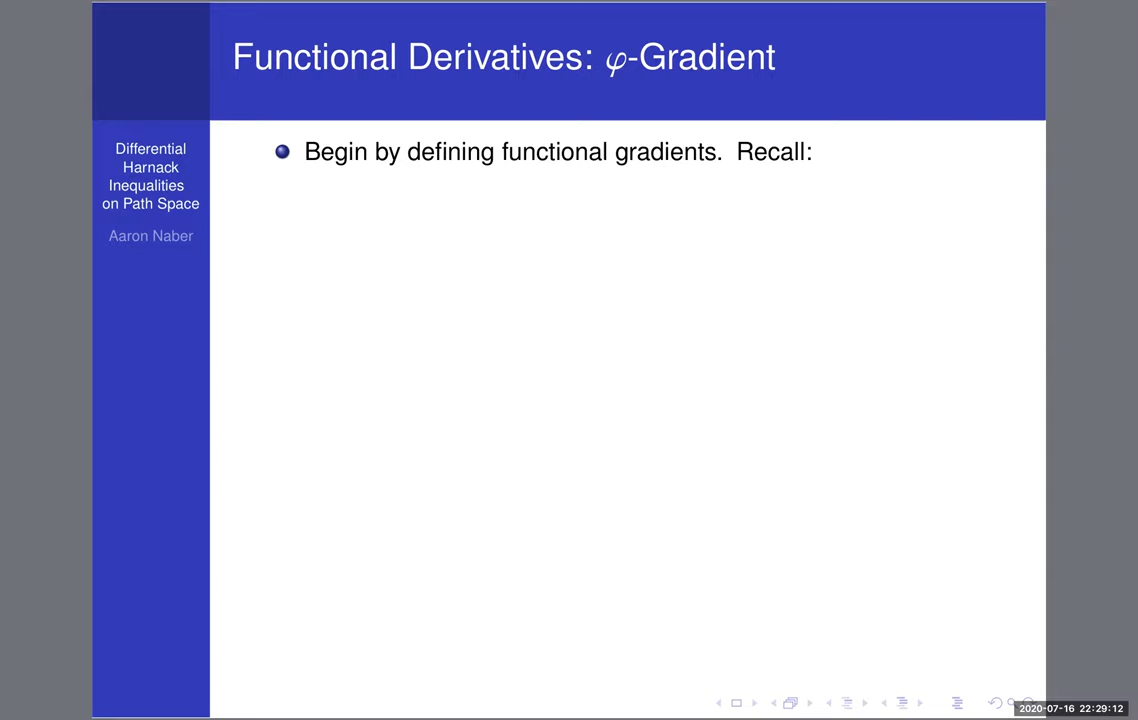 Functional Derivatives: φ-Gradient
Differential
Harnack
Inequalities
on Path Space
Aaron Naber
Begin by defining functional gradients. Recall:
2020-07-16 22:29:12